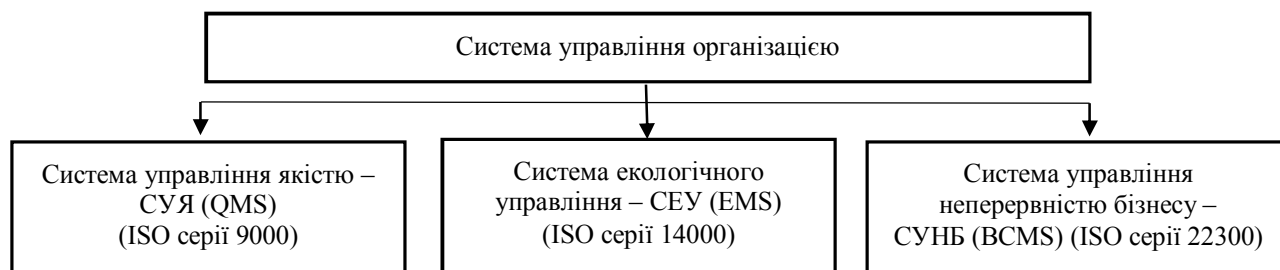 Система управління організацією
Система управління якістю –
СУЯ (QMS)
(ISO серії 9000)
Система екологічного
управління – СЕУ (EMS)
(ISO серії 14000)
Система управління
неперервністю бізнесу –
СУНБ (BCMS) (ISO серії 22300)